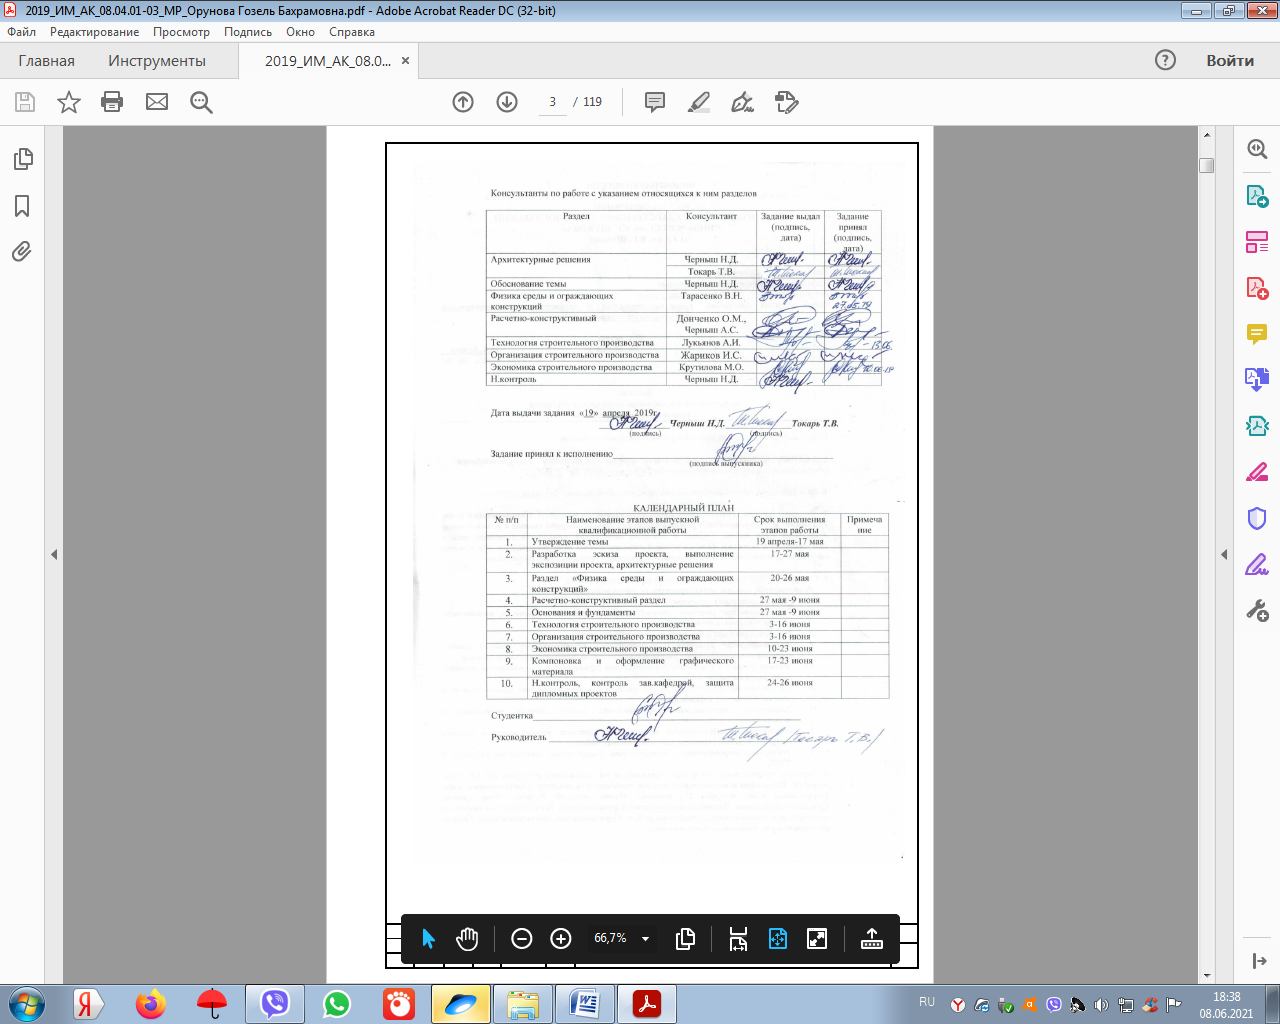 2019_ИМ_АК_08.04.01-03_МР_Орунова Гозель Бахрамовна.pdf - Adobe Acrobat Reader DC (32-bit)
Файл Редактирование Просмотр Подпись Окно Справка
Главная Инструменты 2019_ИМ_АК_08.0... × Войти
3 / 119
Консультанты по работе с указанием относящихся к ним разделов
Раздел Консультант Задание выдал (подпись, дата) Задание принял (подпись, дата)
Архитектурные решения Черныш Н.Д.
Токарь Т.В.
Обоснование темы Черныш Н.Д.
Физика среды и ограждающих конструкций Тарасенко В.Н.
27.05.19
Расчетно-конструктивный Донченко О.М., Черныш А.С.
Технология строительного производства Лукьянов А.И. 13.06.
Организация строительного производства Жариков И.С.
Экономика строительного производства Крутилова М.О.
Н.контроль Черныш Н.Д.
Дата выдачи задания «19» апреля 2019г.
Черныш Н.Д. Токарь Т.В.
(подпись) (подпись)
Задание принял к исполнению
(подпись выпускника)
КАЛЕНДАРНЫЙ ПЛАН
№ п/п Наименование этапов выпускной квалификационной работы Срок выполнения этапов работы Примеча ние
1. Утверждение темы 19 апреля-17 мая
2. Разработка эскиза проекта, выполнение экспозиции проекта, архитектурные решения 17-27 мая
3. Раздел «Физика среды и ограждающих конструкций» 20-26 мая
4. Расчетно-конструктивный раздел 27 мая -9 июня
5. Основания и фундаменты 27 мая -9 июня
6. Технология строительного производства 3-16 июня
7. Организация строительного производства 3-16 июня
8. Экономика строительного производства 10-23 июня
9. Компоновка и оформление графического материала 17-23 июня
10. Н.контроль, контроль зав.кафедрой, защита дипломных проектов 24-26 июня
Студентка
Руководитель /Токарь Т.В./
66,7%
RU 18:38
08.06.2021